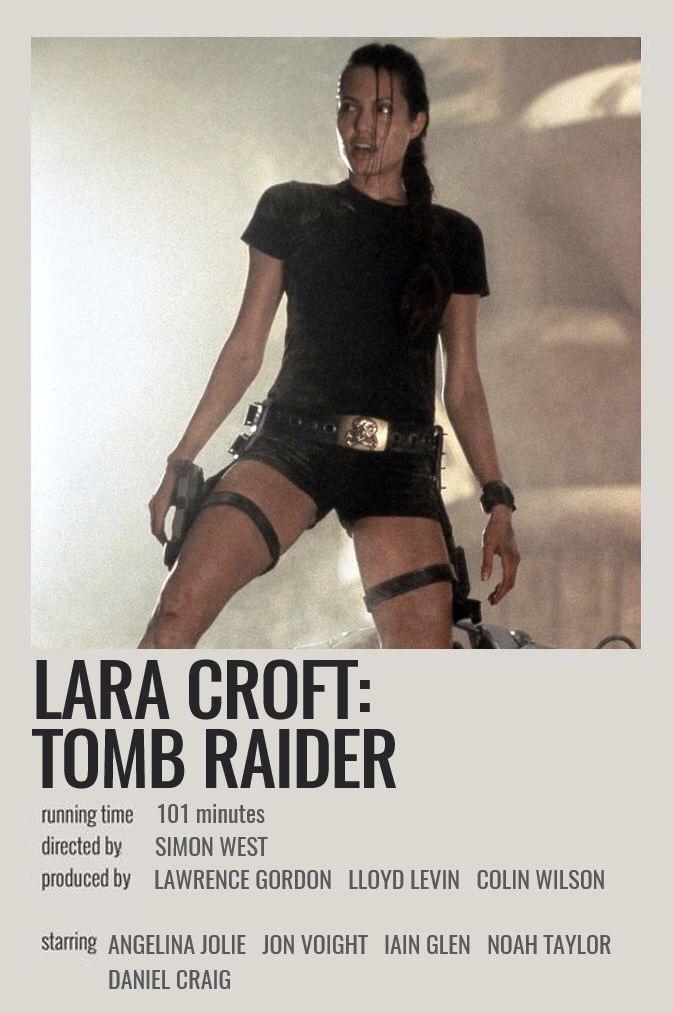 LARA CROFT:
TOMB RAIDER
running time 101 minutes
directed by SIMON WEST
produced by LAWRENCE GORDON LLOYD LEVIN COLIN WILSON
starring ANGELINA JOLIE JON VOIGHT IAIN GLEN NOAH TAYLOR
DANIEL CRAIG